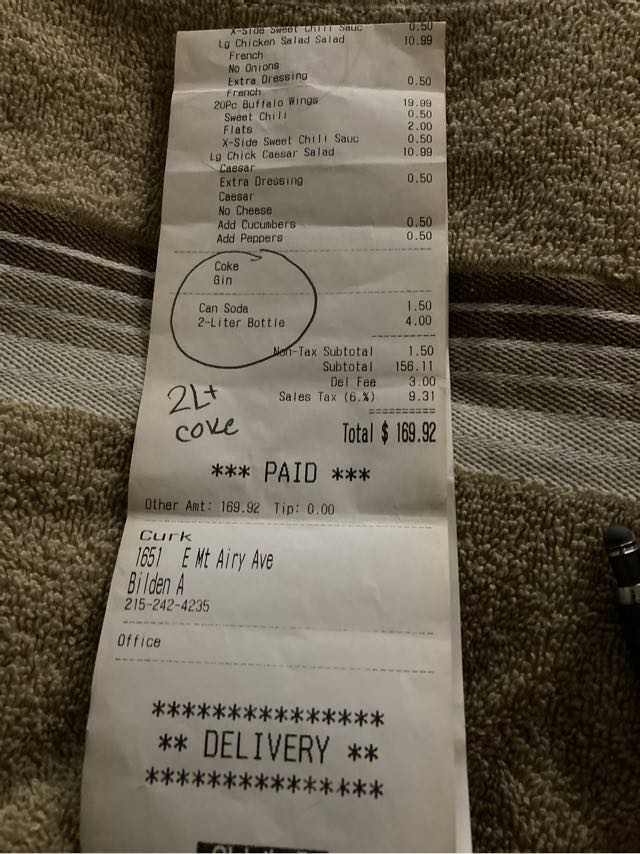 X-Side Sweet Chili Sauc 0.50
Lg Chicken Salad Salad 10.99
French
No Onions
Extra Dressing 0.50
French
20Pc Buffalo Wings 19.99
Sweet Chili 0.50
Flats 2.00
X-Side Sweet Chili Sauc 0.50
Lg Chick Caesar Salad 10.99
Caesar
Extra Dressing 0.50
Caesar
No Cheese
Add Cucumbers 0.50
Add Peppers 0.50
Coke
Gin
Can Soda 1.50
2-Liter Bottle 4.00
Non-Tax Subtotal 1.50
Subtotal 156.11
Del Fee 3.00
Sales Tax (6.%) 9.31
==========
2Lt
coke
Total $ 169.92
*** PAID ***
Other Amt: 169.92 Tip: 0.00
Curk
1651 E Mt Airy Ave
Bilden A
215-242-4235
Office
***************
** DELIVERY **
***************